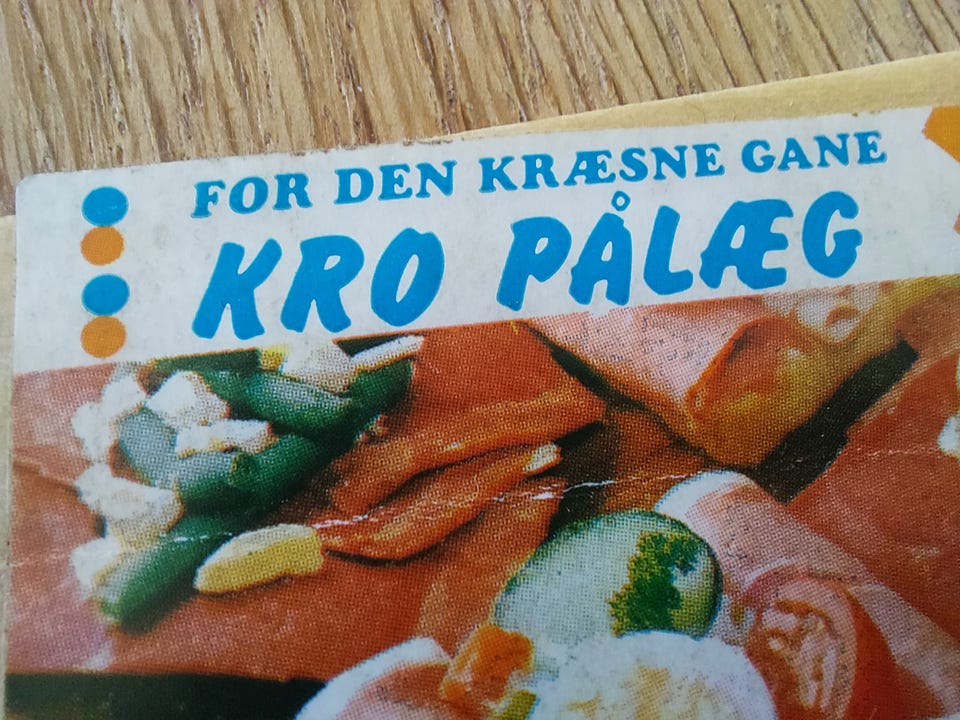 FOR DEN KRÆSNE GANE
KRO PÅLÆG